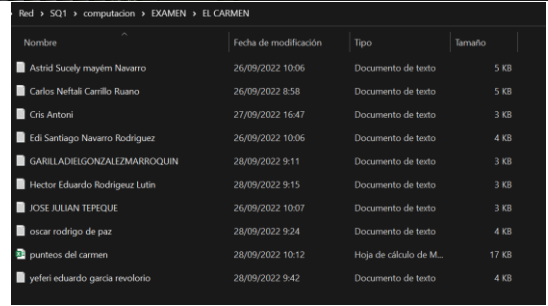 Red › SQ1 › computacion › EXAMEN › EL CARMEN
Nombre Fecha de modificación Tipo Tamaño
Astrid Sucely mayém Navarro 26/09/2022 10:06 Documento de texto 5 KB
Carlos Neftali Carrillo Ruano 26/09/2022 8:58 Documento de texto 5 KB
Cris Antoni 27/09/2022 16:47 Documento de texto 3 KB
Edi Santiago Navarro Rodriguez 26/09/2022 10:06 Documento de texto 4 KB
GARILLADIELGONZALEZMARROQUIN 28/09/2022 9:11 Documento de texto 3 KB
Hector Eduardo Rodrigeuz Lutin 28/09/2022 9:15 Documento de texto 3 KB
JOSE JULIAN TEPEQUE 26/09/2022 10:07 Documento de texto 3 KB
oscar rodrigo de paz 28/09/2022 9:24 Documento de texto 4 KB
punteos del carmen 28/09/2022 10:12 Hoja de cálculo de M... 17 KB
yeferi eduardo garcia revolorio 28/09/2022 9:42 Documento de texto 4 KB